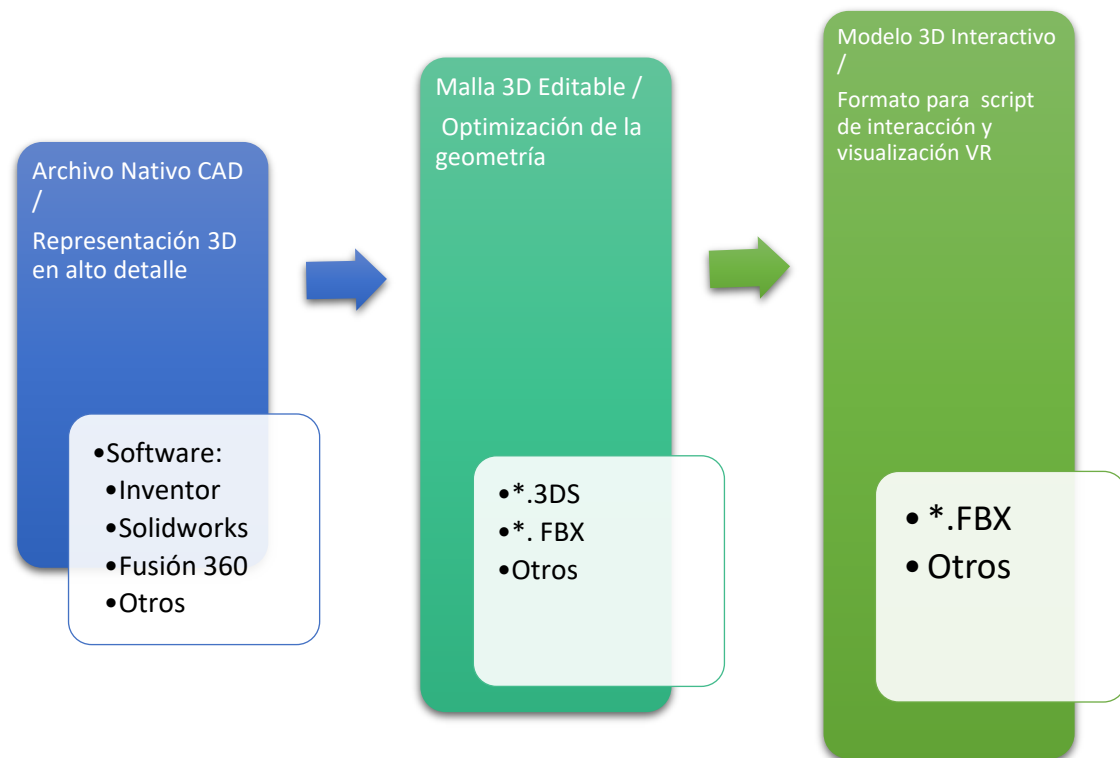 Archivo Nativo CAD
/
Representación 3D
en alto detalle
•Software:
•Inventor
•Solidworks
•Fusión 360
•Otros
Malla 3D Editable /
Optimización de la
geometría
•*.3DS
•*. FBX
•Otros
Modelo 3D Interactivo
/
Formato para script
de interacción y
visualización VR
• *.FBX
• Otros